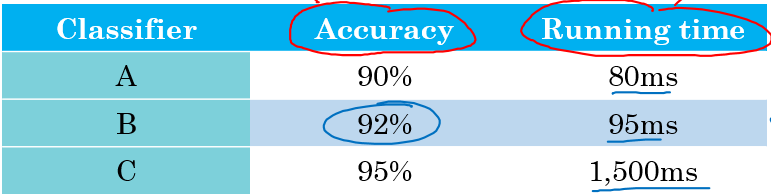 Classifier Accuracy Running time
A 90% 80ms
B 92% 95ms
C 95% 1,500ms